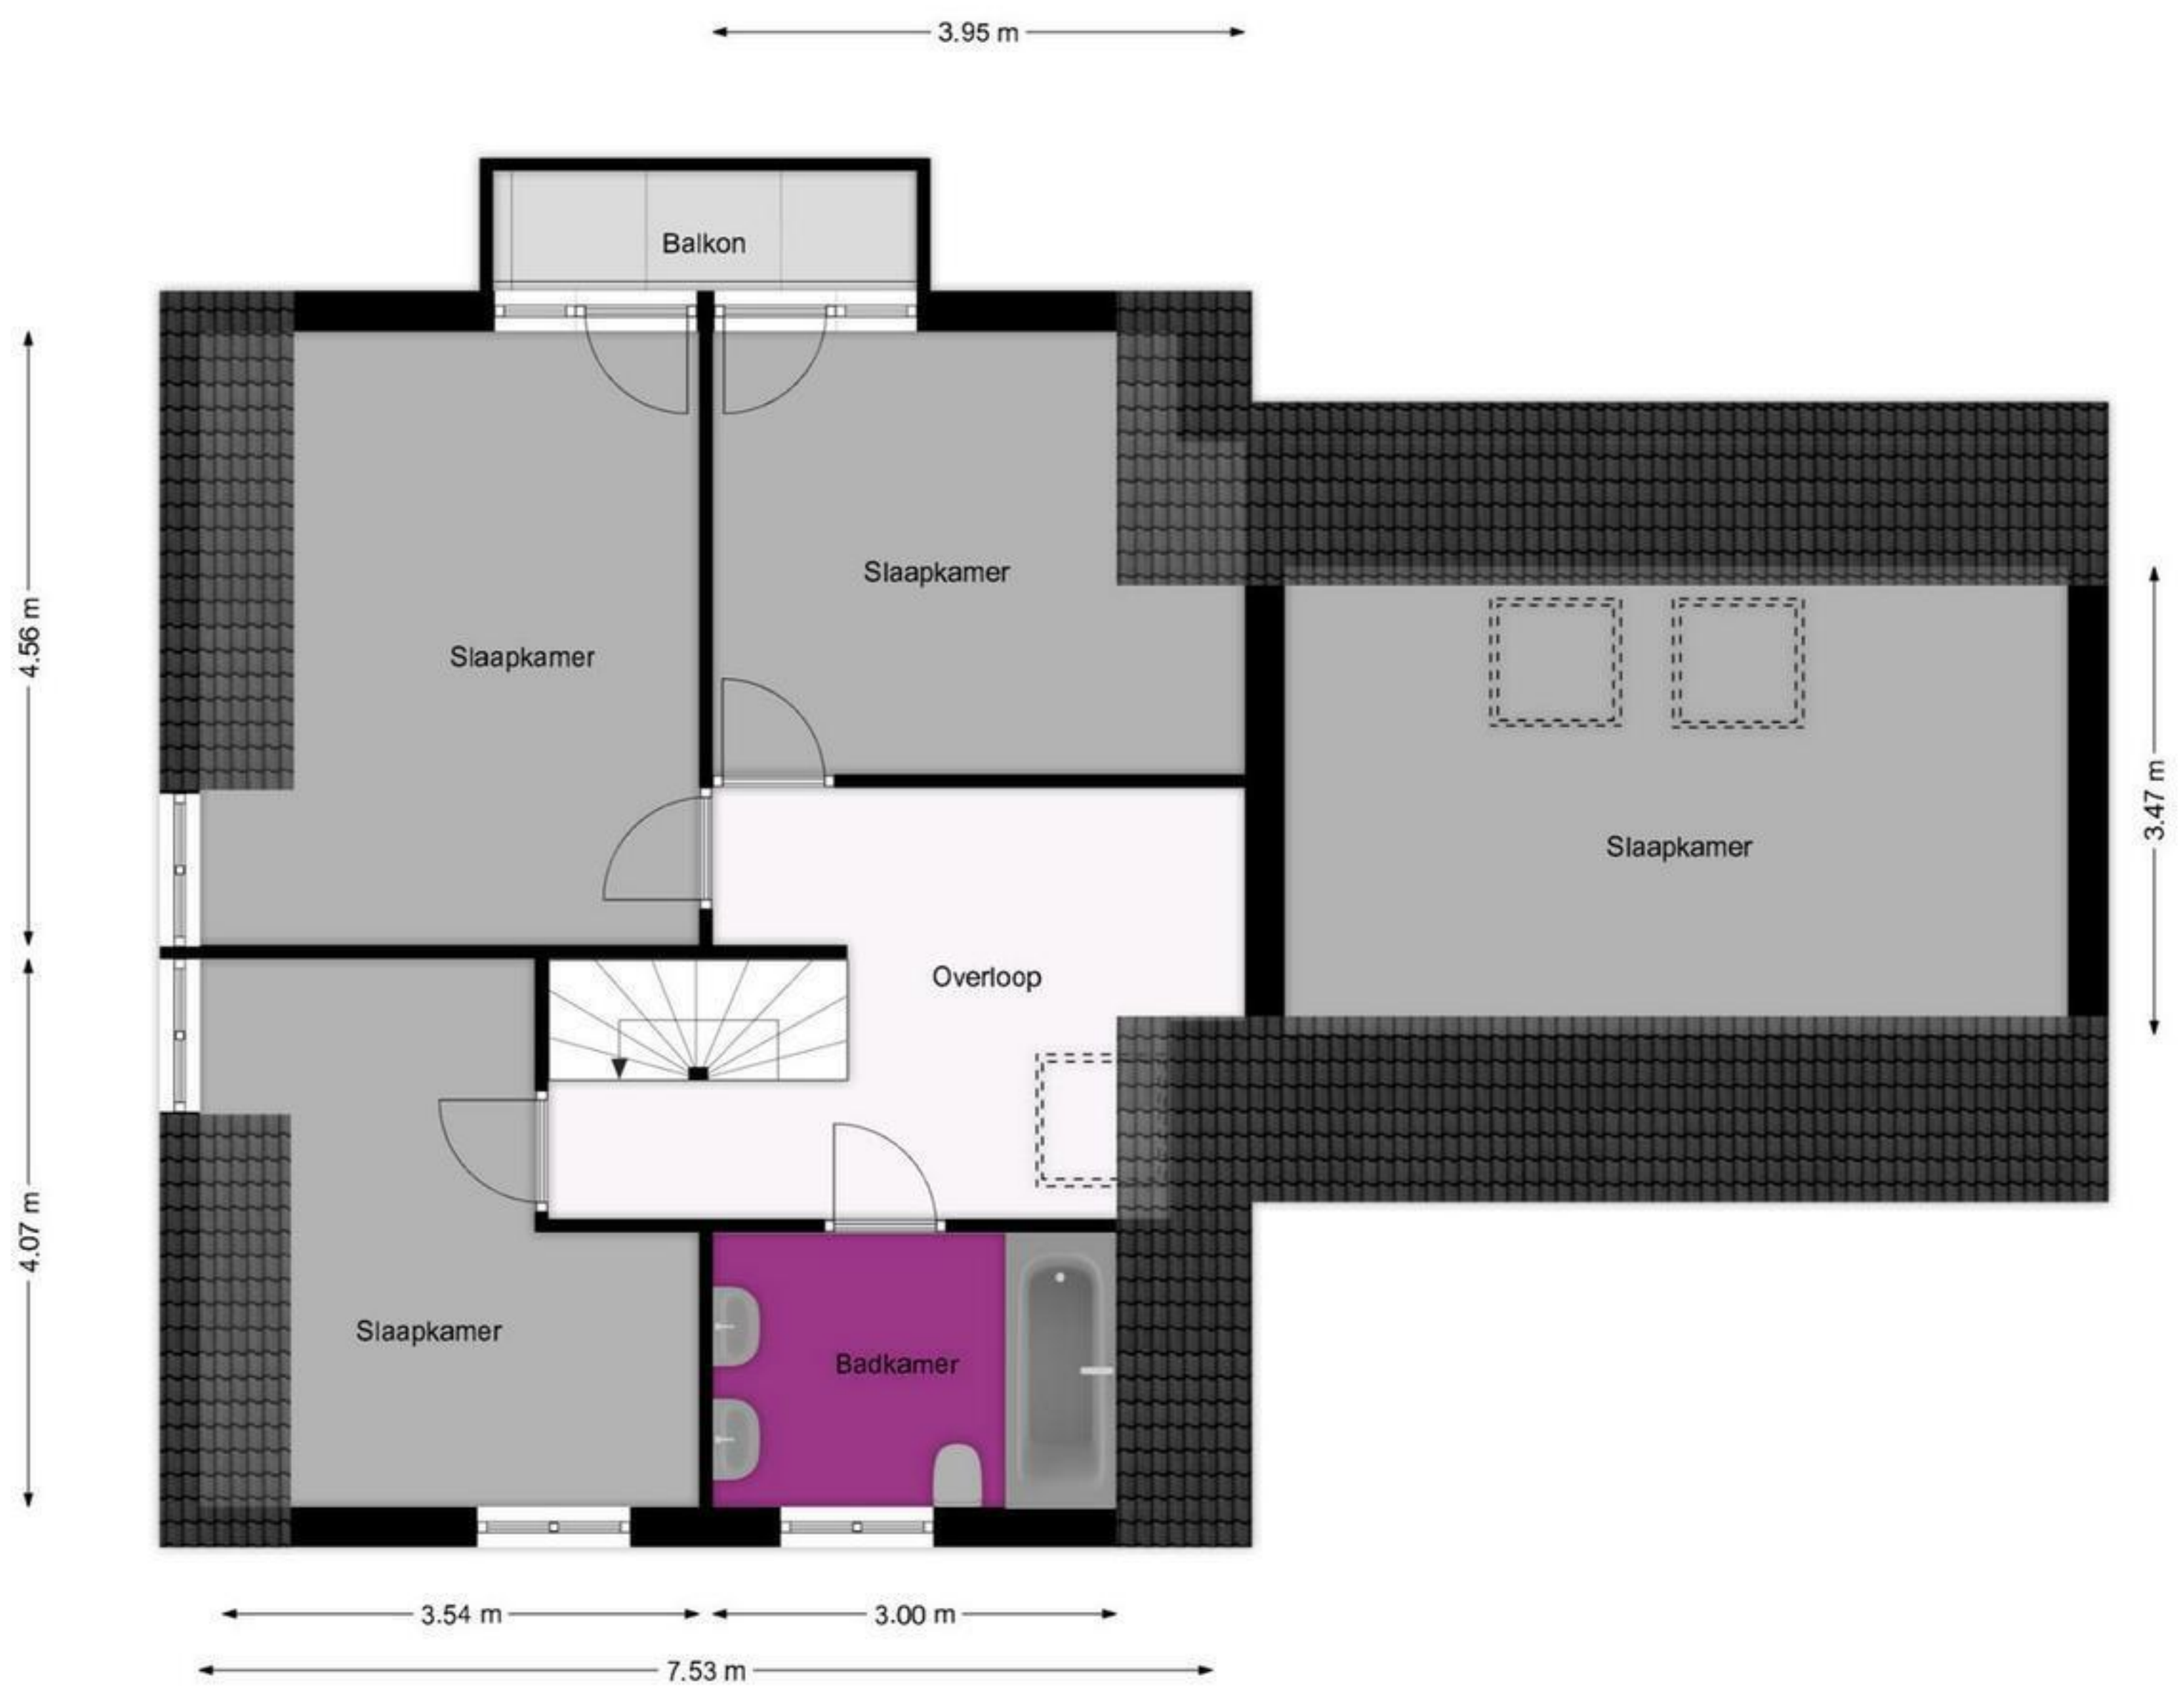 3.95 m
Balkon
Slaapkamer
4.56 m
Slaapkamer
3.47 m
Slaapkamer
Overloop
4.07 m
Slaapkamer
Badkamer
3.54 m
3.00 m
7.53 m